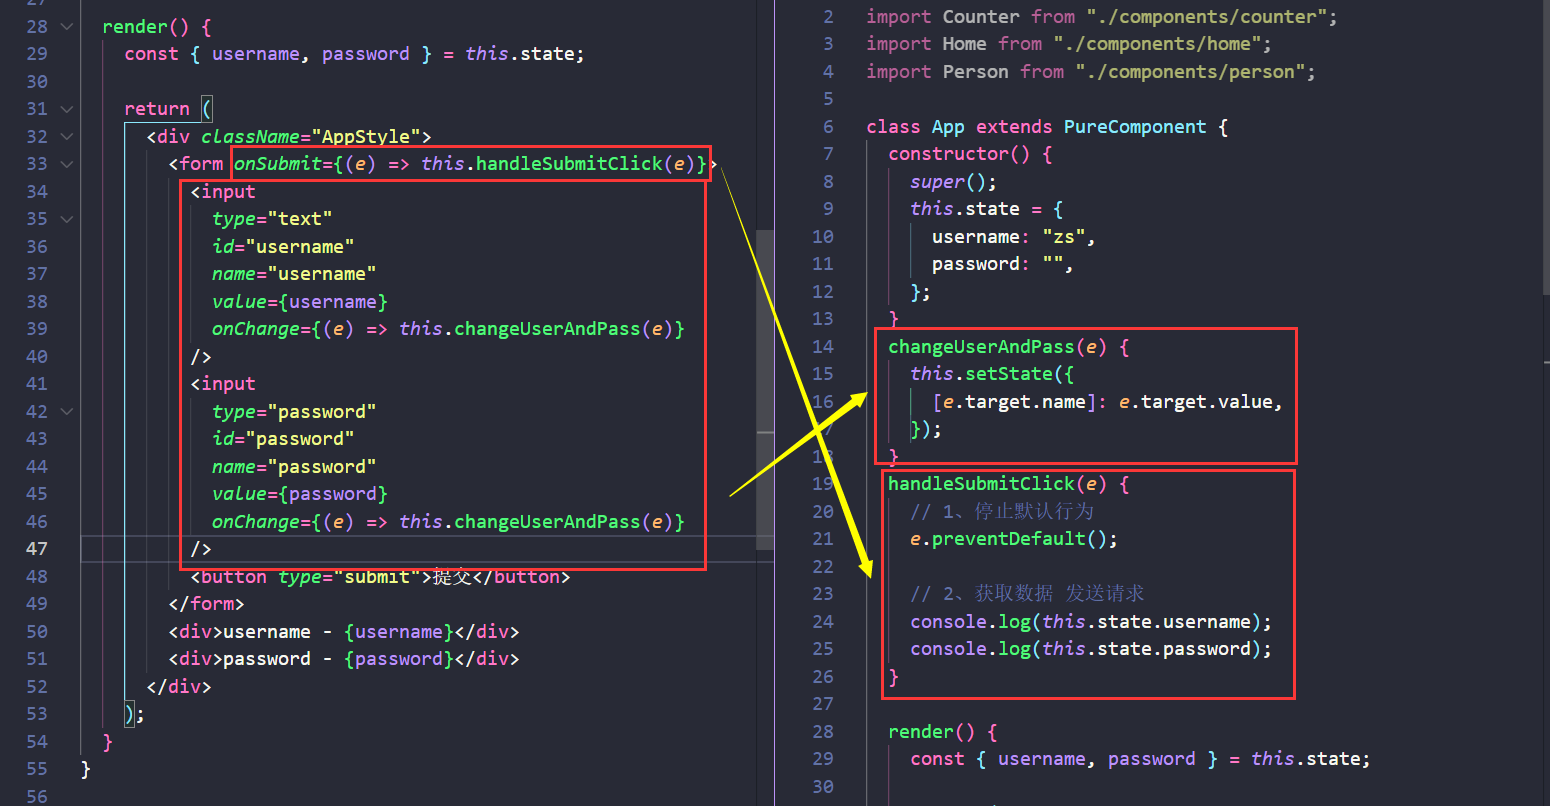 27
28 render() {
29 const { username, password } = this.state;
30
31 return (
32 <div className="AppStyle">
33 <form onSubmit={(e) => this.handleSubmitClick(e)}>
34 <input
35 type="text"
36 id="username"
37 name="username"
38 value={username}
39 onChange={(e) => this.changeUserAndPass(e)}
40 />
41 <input
42 type="password"
43 id="password"
44 name="password"
45 value={password}
46 onChange={(e) => this.changeUserAndPass(e)}
47 />
48 <button type="submit">提交</button>
49 </form>
50 <div>username - {username}</div>
51 <div>password - {password}</div>
52 </div>
53 );
54 }
55 }
56
2 import Counter from "./components/counter";
3 import Home from "./components/home";
4 import Person from "./components/person";
5
6 class App extends PureComponent {
7 constructor() {
8 super();
9 this.state = {
10 username: "zs",
11 password: "",
12 };
13 }
14 changeUserAndPass(e) {
15 this.setState({
16 [e.target.name]: e.target.value,
17 });
18 }
19 handleSubmitClick(e) {
20 // 1、停止默认行为
21 e.preventDefault();
22
23 // 2、获取数据 发送请求
24 console.log(this.state.username);
25 console.log(this.state.password);
26 }
27
28 render() {
29 const { username, password } = this.state;
30